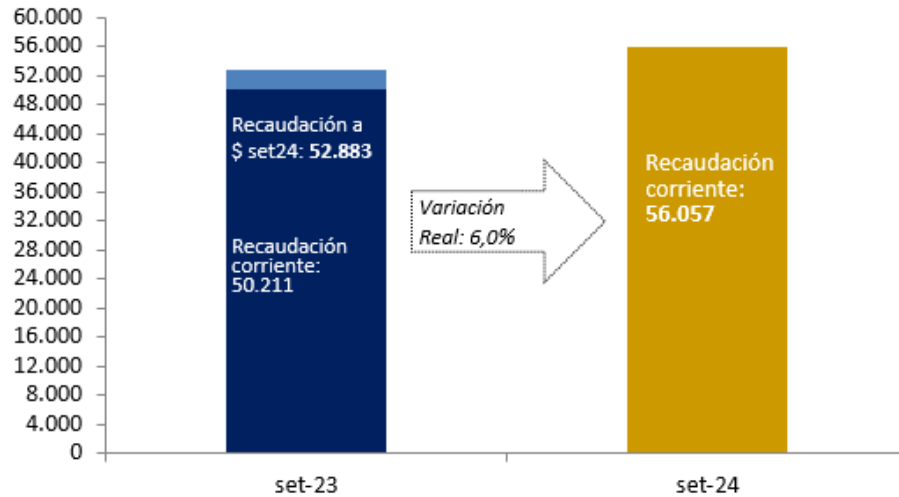 60.000
56.000
52.000
48.000
44.000
40.000
36.000
32.000
28.000
24.000
20.000
16.000
12.000
8.000
4.000
0
Recaudación a
$ set24: 52.883
Recaudación
corriente:
50.211
Variación
Real: 6,0%
Recaudación
corriente:
56.057
set-23
set-24